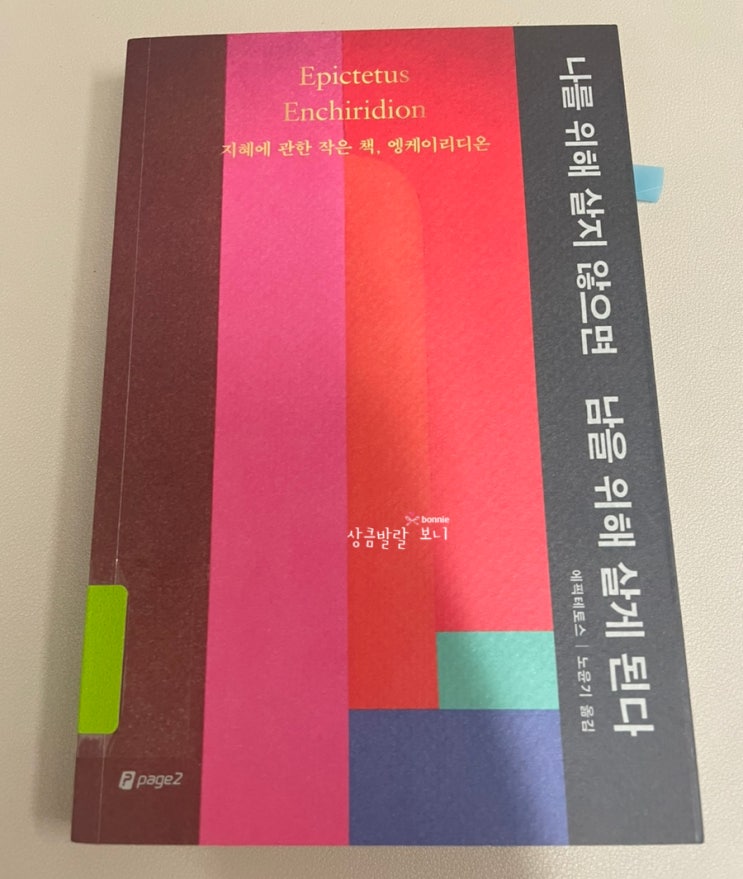 Epictetus
Enchiridion
지혜에 관한 작은 책, 엥케이리디온
나를 위해 살지 않으면 남을 위해 살게 된다
에픽테토스 | 노윤기 옮김
bonnie
상큼발랄 보니
page2